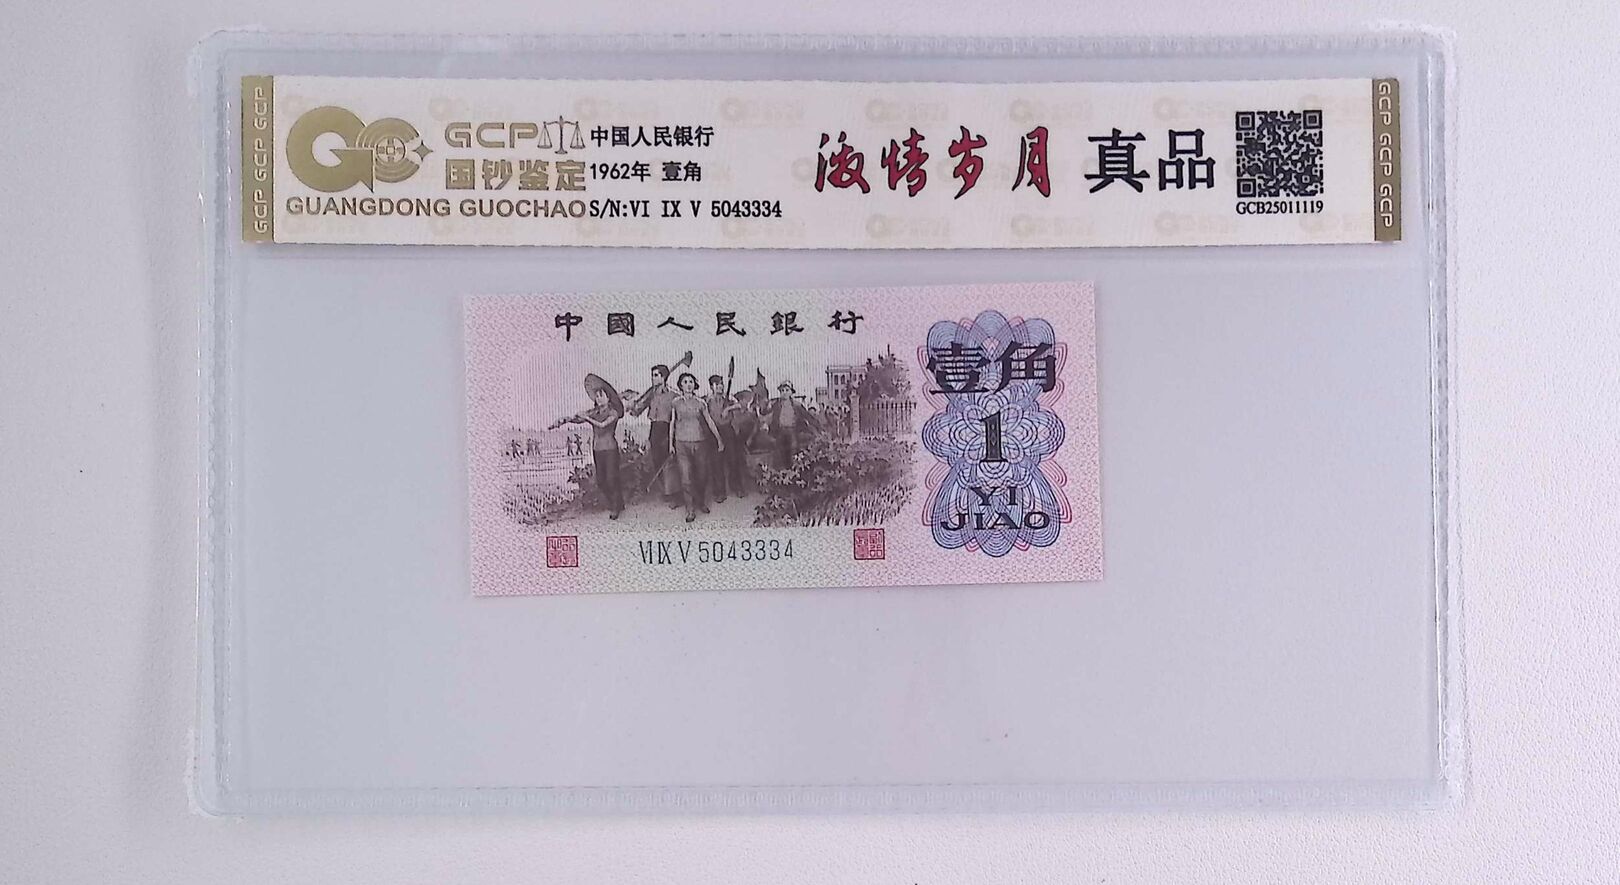 GCP GCP GCP
GCP
国钞鉴定
GUANGDONG GUOCHAO
中国人民银行
1962年 壹角
S/N:VI IX V 5043334
激情岁月 真品
GCB25011119
GCP GCP GCP
中國人民銀行
壹角
1
YI
JIAO
VI IX V 5043334